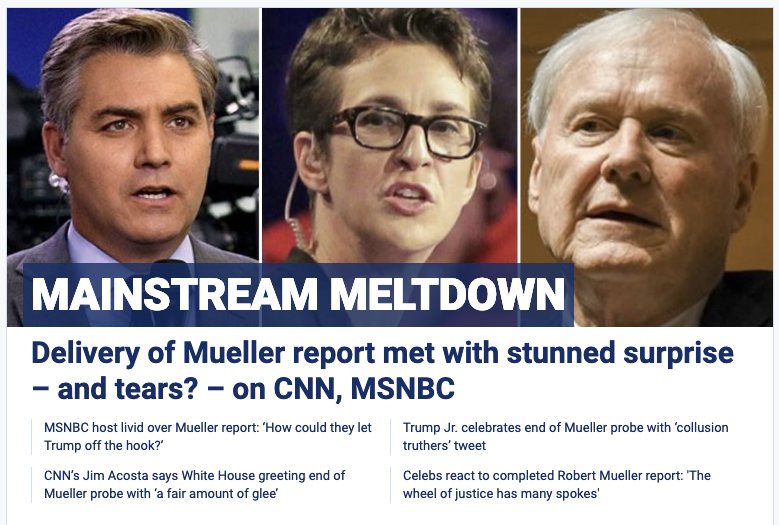 MAINSTREAM MELTDOWN
Delivery of Mueller report met with stunned surprise
– and tears? – on CNN, MSNBC
MSNBC host livid over Mueller report: ‘How could they let
Trump off the hook?’
Trump Jr. celebrates end of Mueller probe with ‘collusion
truthers’ tweet
CNN’s Jim Acosta says White House greeting end of
Mueller probe with ‘a fair amount of glee’
Celebs react to completed Robert Mueller report: 'The
wheel of justice has many spokes'